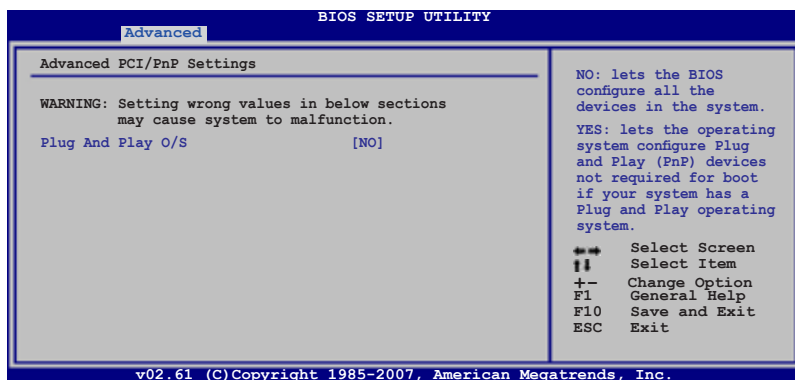 BIOS SETUP UTILITY
Advanced
Advanced PCI/PnP Settings
WARNING: Setting wrong values in below sections
may cause system to malfunction.
Plug And Play O/S [NO]
NO: lets the BIOS
configure all the
devices in the system.
YES: lets the operating
system configure Plug
and Play (PnP) devices
not required for boot
if your system has a
Plug and Play operating
system.
←→ Select Screen
↑↓ Select Item
+- Change Option
F1 General Help
F10 Save and Exit
ESC Exit
v02.61 (C)Copyright 1985-2007, American Megatrends, Inc.